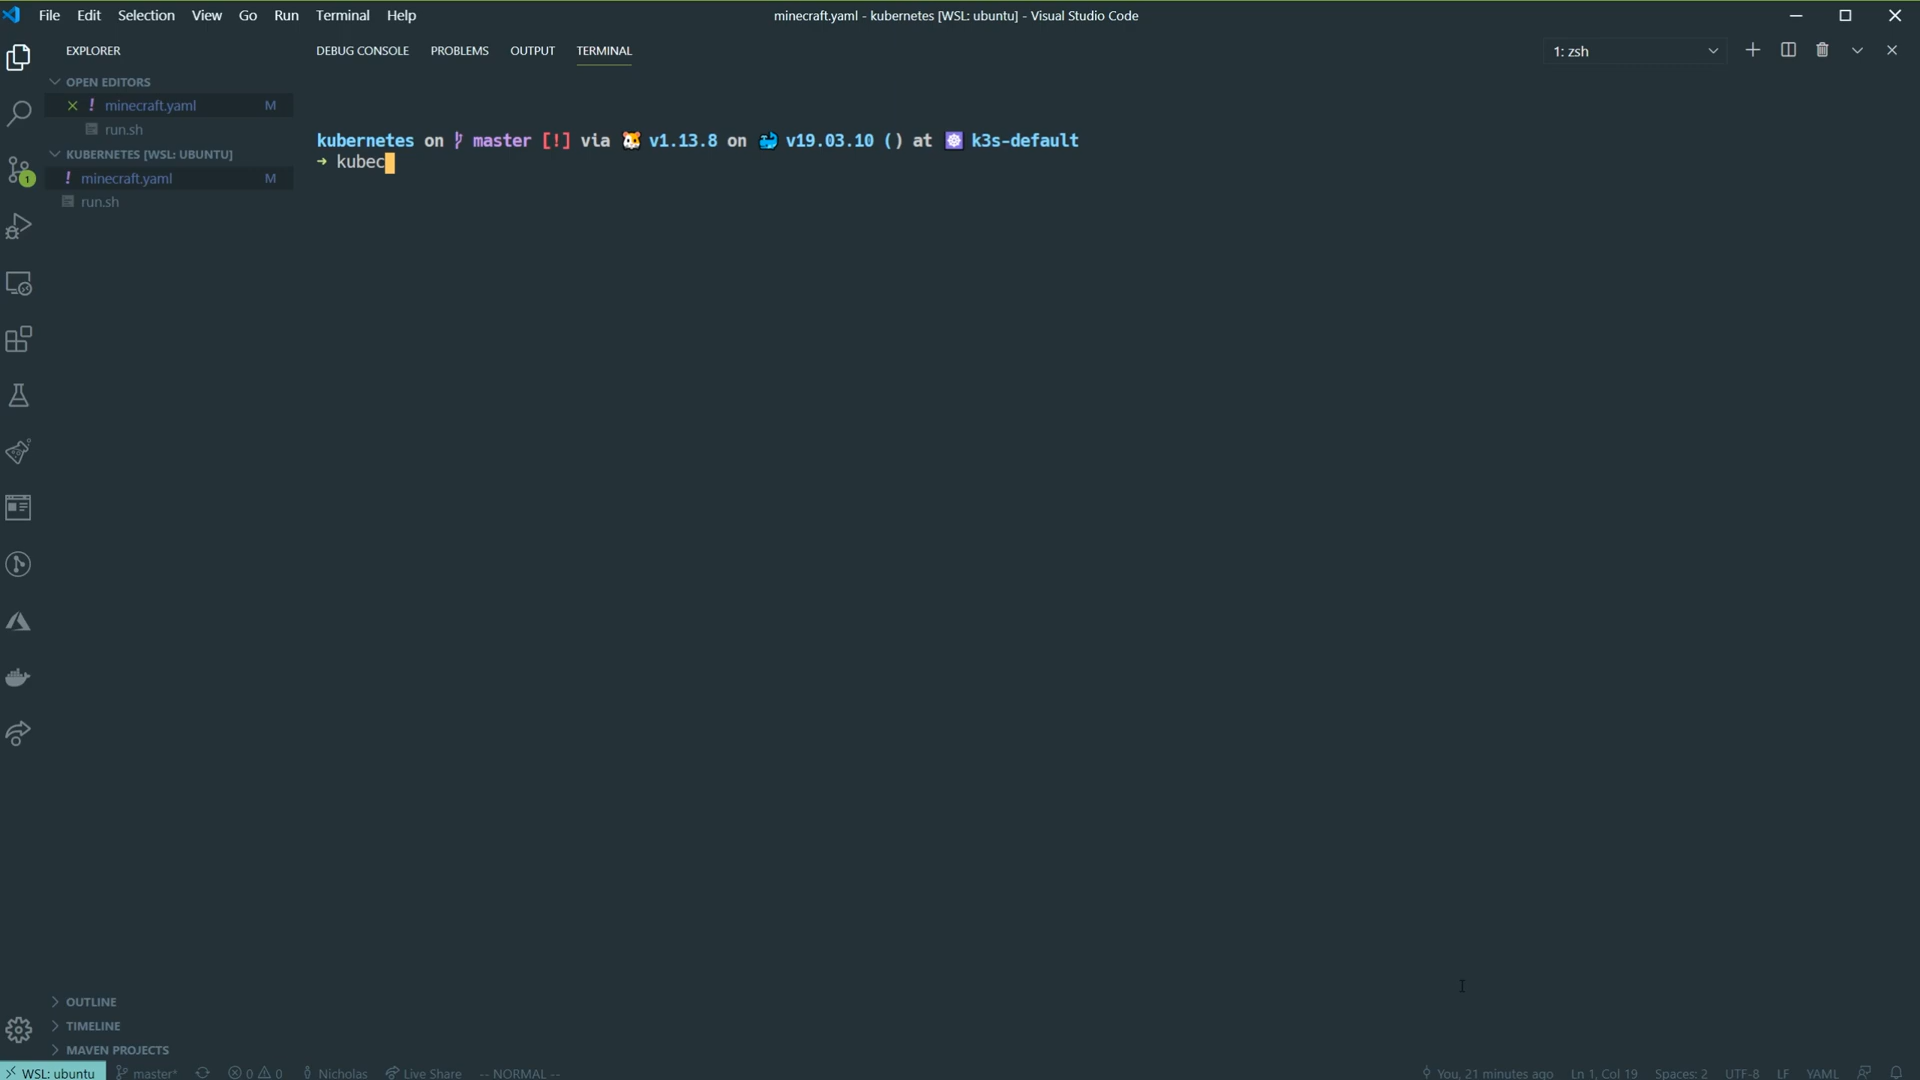 File Edit Selection View Go Run Terminal Help
minecraft.yaml - kubernetes [WSL: ubuntu] - Visual Studio Code
EXPLORER
DEBUG CONSOLE PROBLEMS OUTPUT TERMINAL
1: zsh
OPEN EDITORS
! minecraft.yaml M
run.sh
KUBERNETES [WSL: UBUNTU]
! minecraft.yaml M
run.sh
kubernetes on master [!] via v1.13.8 on v19.03.10 () at k3s-default
➜ kubec
1
OUTLINE
TIMELINE
MAVEN PROJECTS
WSL: ubuntu master* 0 0 Nicholas Live Share -- NORMAL --
You, 21 minutes ago Ln 1, Col 19 Spaces: 2 UTF-8 LF YAML